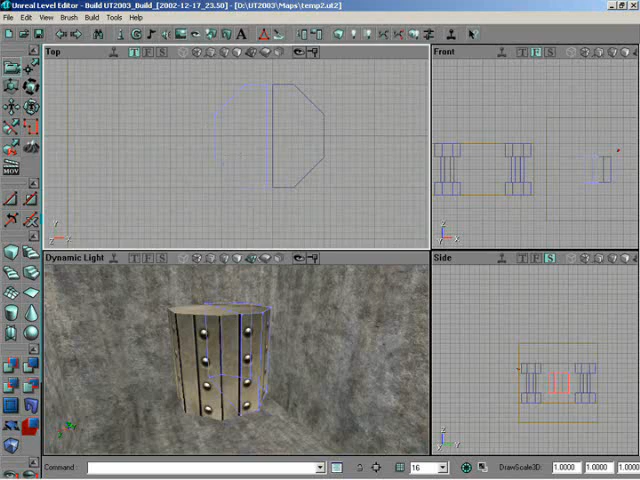 Unreal Level Editor - Build UT2003_Build_[2002-12-17_23.50] - [D:\UT2003\Maps\temp2.ut2]
File Edit View Brush Build Tools Help
Top T F S
Front T F S
MOV
Y
X
Z
X
Dynamic Light T F S
Side T F S
Z
Y
Command : 16 DrawScale3D: 1.0000 1.0000 1.000